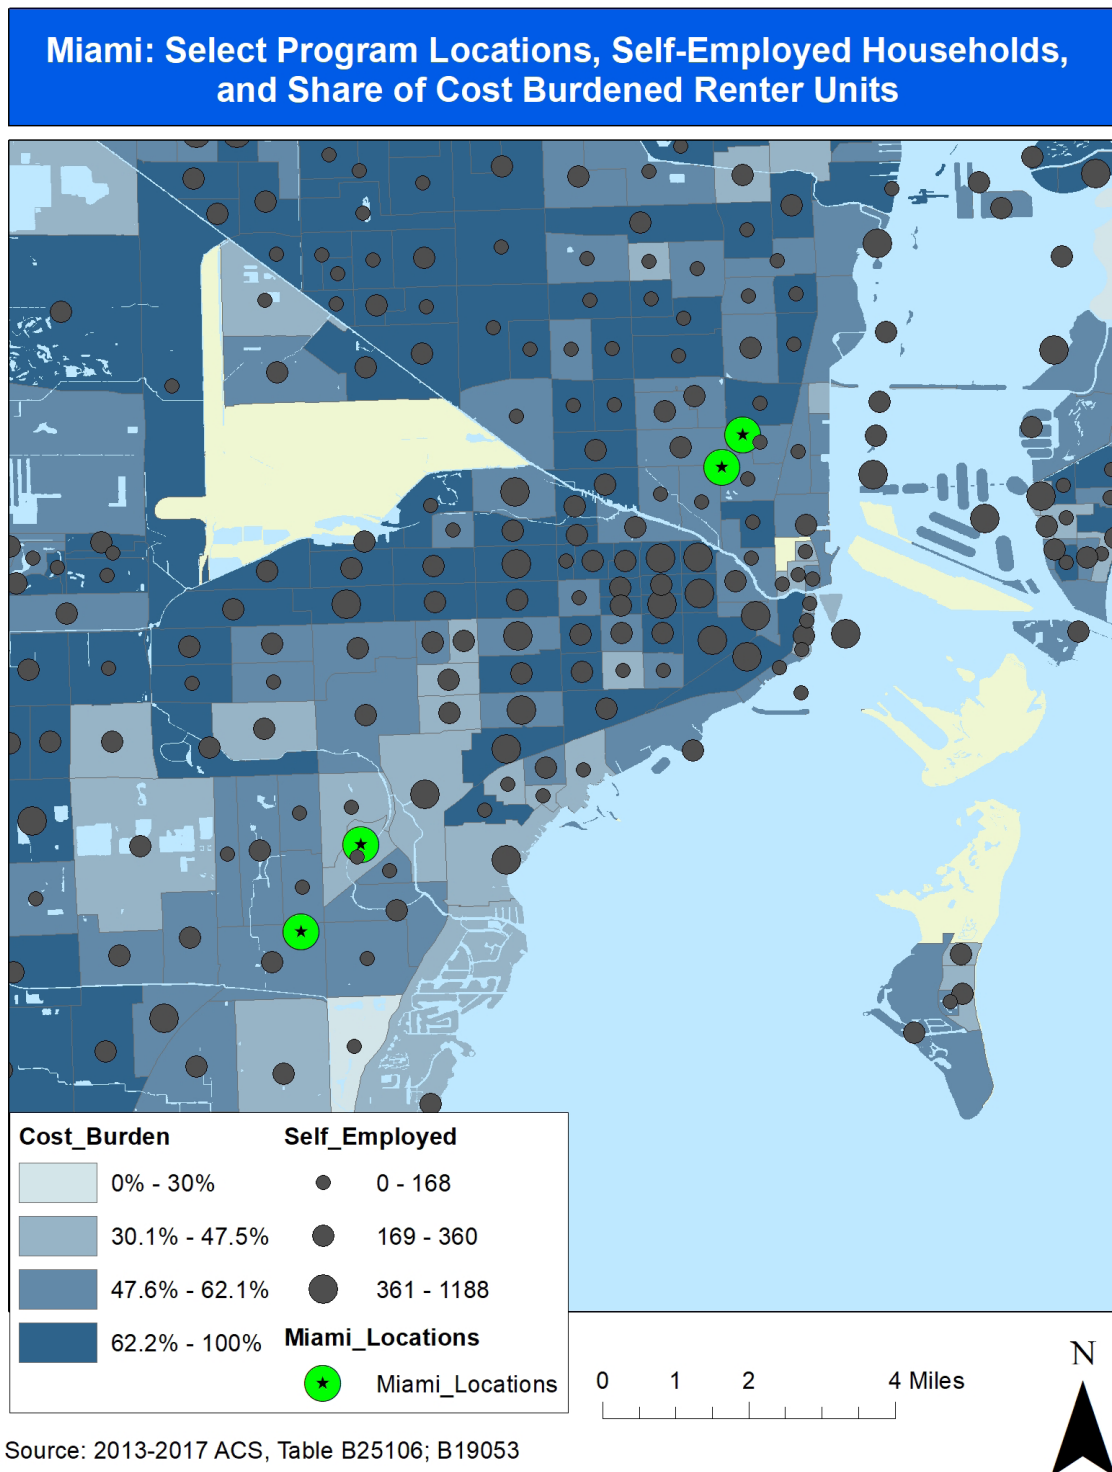 Miami: Select Program Locations, Self-Employed Households,
and Share of Cost Burdened Renter Units
Cost_Burden
0% - 30%
30.1% - 47.5%
47.6% - 62.1%
62.2% - 100%
Self_Employed
0 - 168
169 - 360
361 - 1188
Miami_Locations
Miami_Locations
0 1 2 4 Miles
N
Source: 2013-2017 ACS, Table B25106; B19053